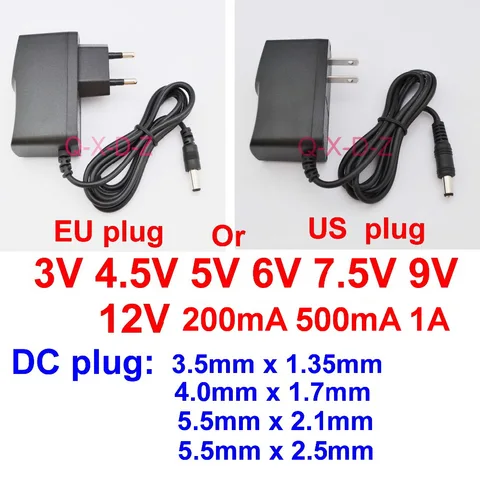 Q-X-D-Z
Q-X-D-Z
EU plug Or US plug
3V 4.5V 5V 6V 7.5V 9V
12V 200mA 500mA 1A
DC plug: 3.5mm x 1.35mm
4.0mm x 1.7mm
5.5mm x 2.1mm
5.5mm x 2.5mm